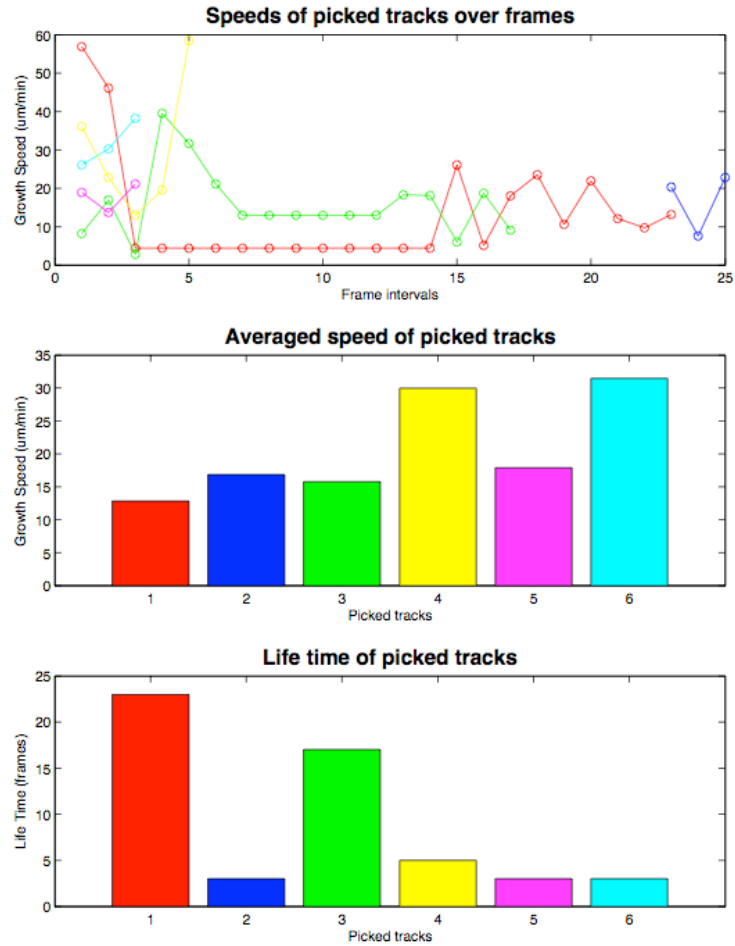 Speeds of picked tracks over frames
Growth Speed (um/min)
60
50
40
30
20
10
0
0 5 10 15 20 25
Frame intervals
Averaged speed of picked tracks
Growth Speed (um/min)
35
30
25
20
15
10
5
0
1 2 3 4 5 6
Picked tracks
Life time of picked tracks
Life Time (frames)
25
20
15
10
5
0
1 2 3 4 5 6
Picked tracks